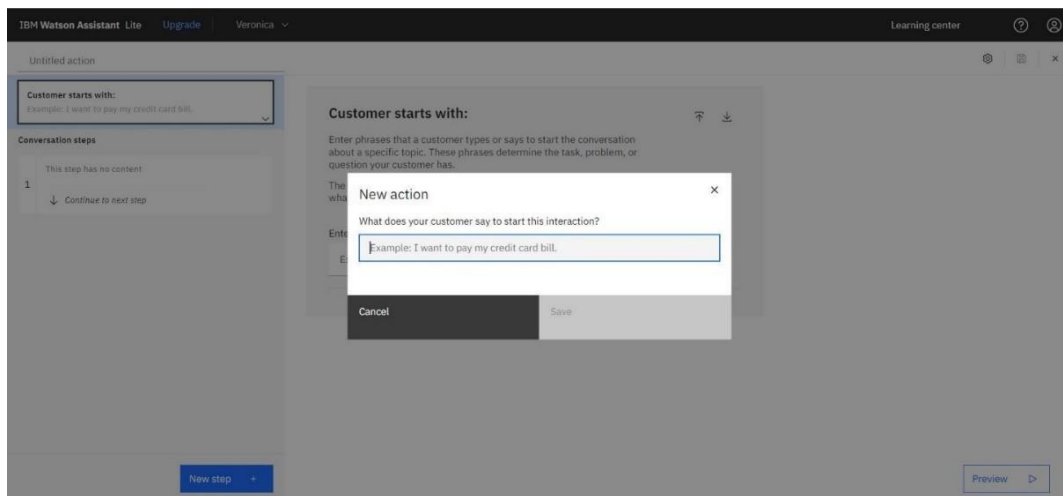 IBM Watson Assistant Lite Upgrade Veronica Learning center
Untitled action
Customer starts with:
Example: I want to pay my credit card bill.
Conversation steps
This step has no content
1
Continue to next step
New step +
Customer starts with:
Enter phrases that a customer types or says to start the conversation
about a specific topic. These phrases determine the task, problem, or
question your customer has.
The
wha
Ente
E
New action
What does your customer say to start this interaction?
Example: I want to pay my credit card bill.
Cancel Save
Preview